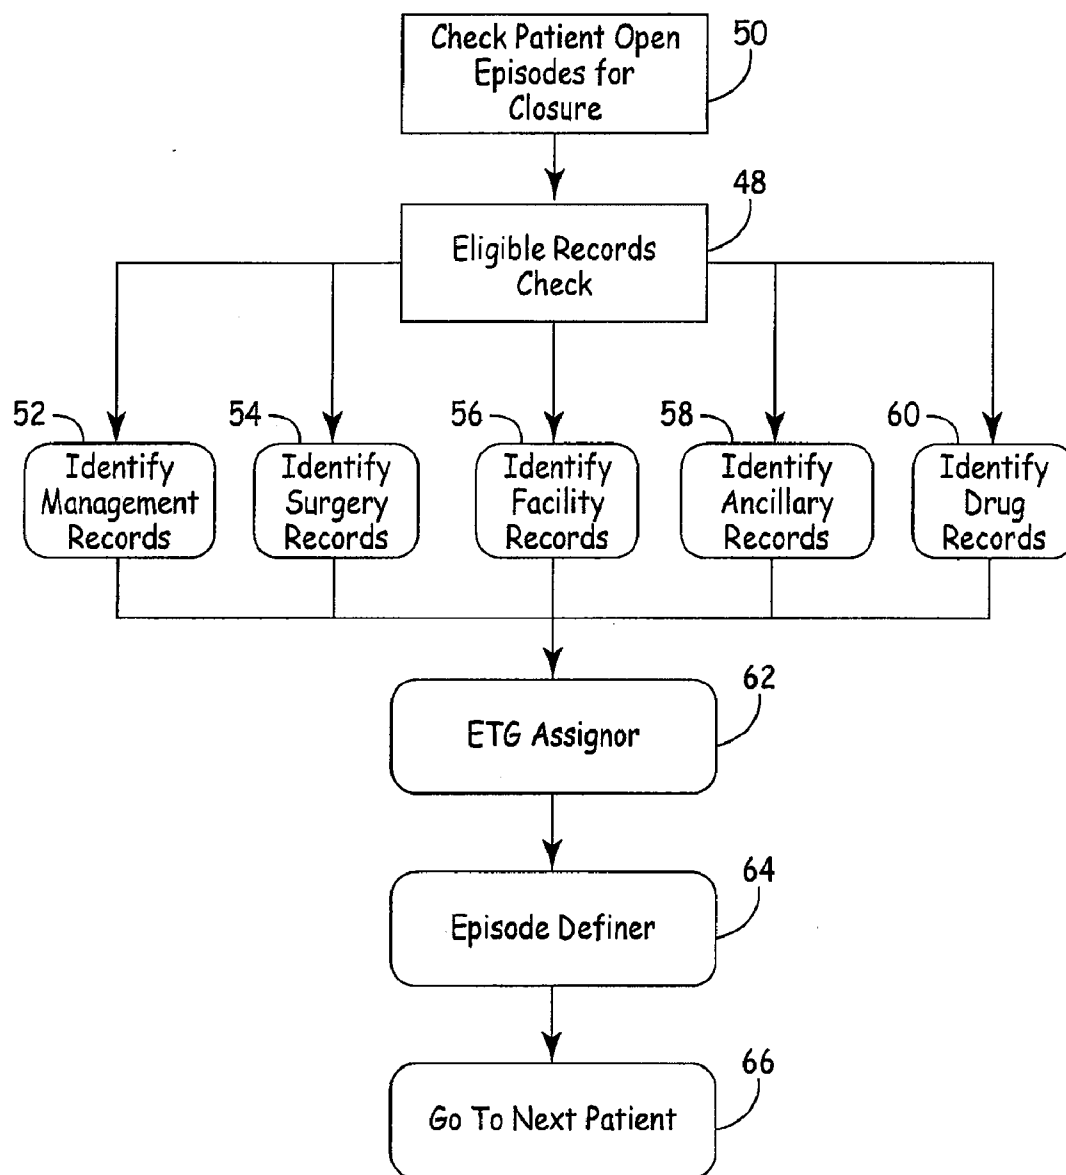 Check Patient Open
Episodes for
Closure
50
Eligible Records
Check
48
52
54
56
58
60
Identify
Management
Records
Identify
Surgery
Records
Identify
Facility
Records
Identify
Ancillary
Records
Identify
Drug
Records
ETG Assignor
62
Episode Definer
64
Go To Next Patient
66